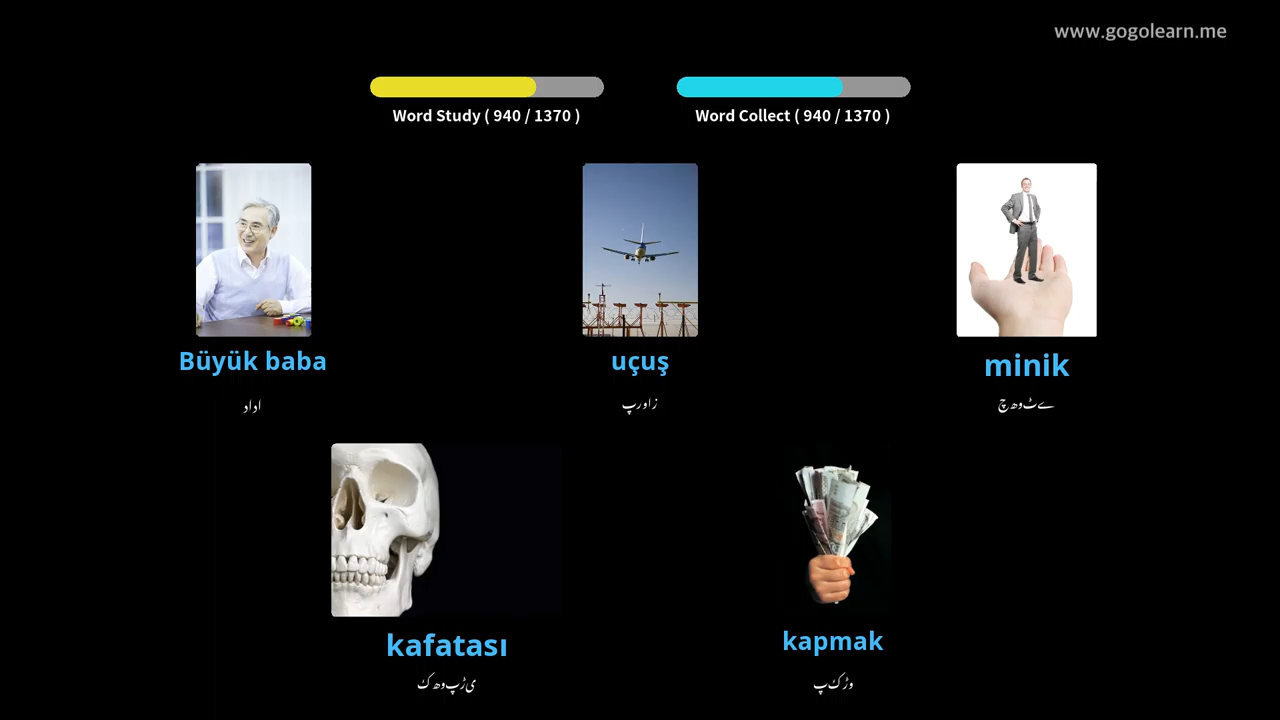 www.gogolearn.me
Word Study ( 940 / 1370 )
Word Collect ( 940 / 1370 )
Büyük baba
uçuş
minik
اداد
زاورپ
ےٹوھچ
kafatası
kapmak
یڑپوھک
وڑکپ